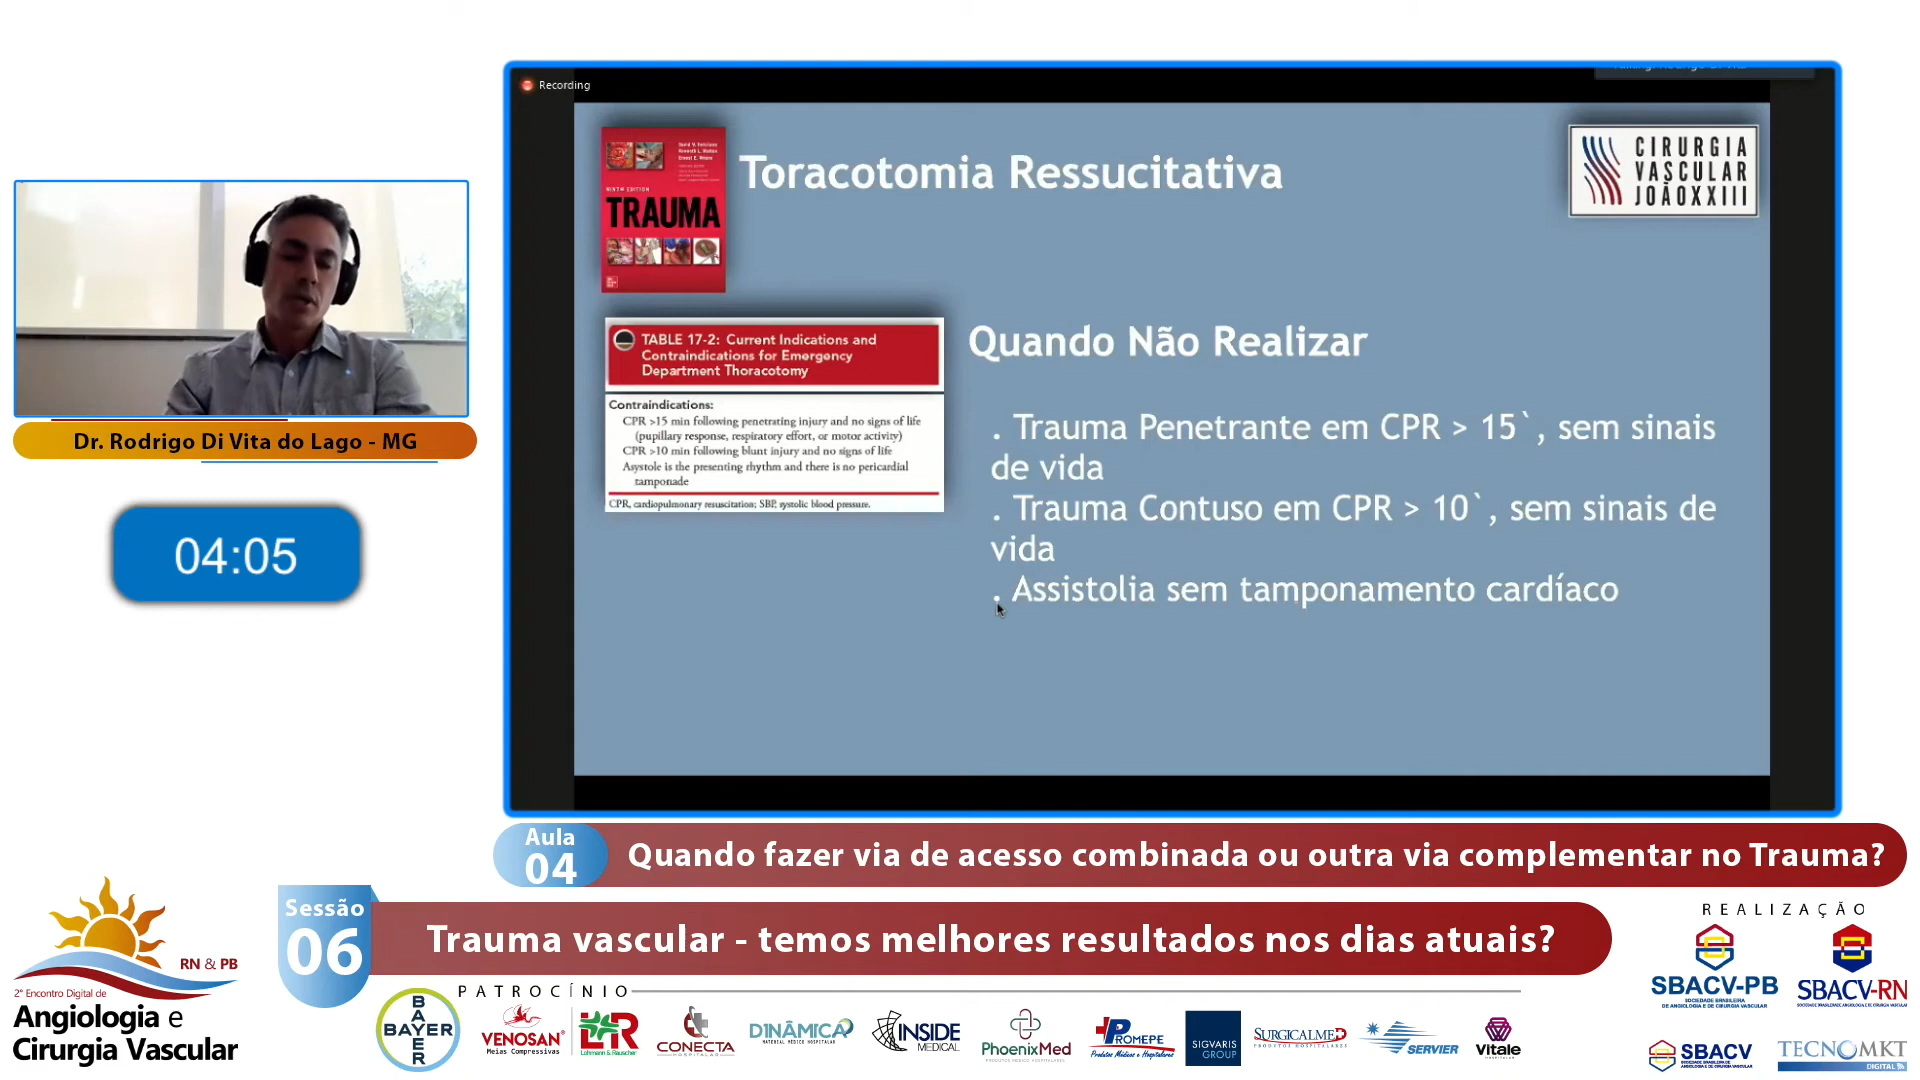 Recording
NINTH EDITION
TRAUMA
Toracotomia Ressucitativa
CIRURGIA
VASCULAR
JOÃOXXIII
TABLE 17-2: Current Indications and
Contraindications for Emergency
Department Thoracotomy
Contraindications:
CPR >15 min following penetrating injury and no signs of life
(pupillary response, respiratory effort, or motor activity)
CPR >10 min following blunt injury and no signs of life
Asystole is the presenting rhythm and there is no pericardial
tamponade
CPR, cardiopulmonary resuscitation; SBP, systolic blood pressure.
Quando Não Realizar
. Trauma Penetrante em CPR > 15`, sem sinais
de vida
. Trauma Contuso em CPR > 10`, sem sinais de
vida
. Assistolia sem tamponamento cardíaco
Dr. Rodrigo Di Vita do Lago - MG
04:05
Aula
04
Quando fazer via de acesso combinada ou outra via complementar no Trauma?
Sessão
06
Trauma vascular - temos melhores resultados nos dias atuais?
RN & PB
2° Encontro Digital de
Angiologia e
Cirurgia Vascular
PATROCÍNIO
BAYER
BAYER
VENOSAN®
Meias Compressivas
L&R
Lohmann & Rauscher
CONECTA
HOSPITALAR
DINÂMICA
MATERIAL MÉDICO HOSPITALAR
INSIDE
MEDICAL
PhoenixMed
PROMEPE
Produtos Médicos e Hospitalares
SIGVARIS
GROUP
SURGICALMED
PRODUTOS HOSPITALARES
SERVIER
Vitale
REALIZAÇÃO
SBACV-PB
SOCIEDADE BRASILEIRA
DE ANGIOLOGIA E DE CIRURGIA VASCULAR
SBACV-RN
SBACV
TECNOMKT
DIGITAL